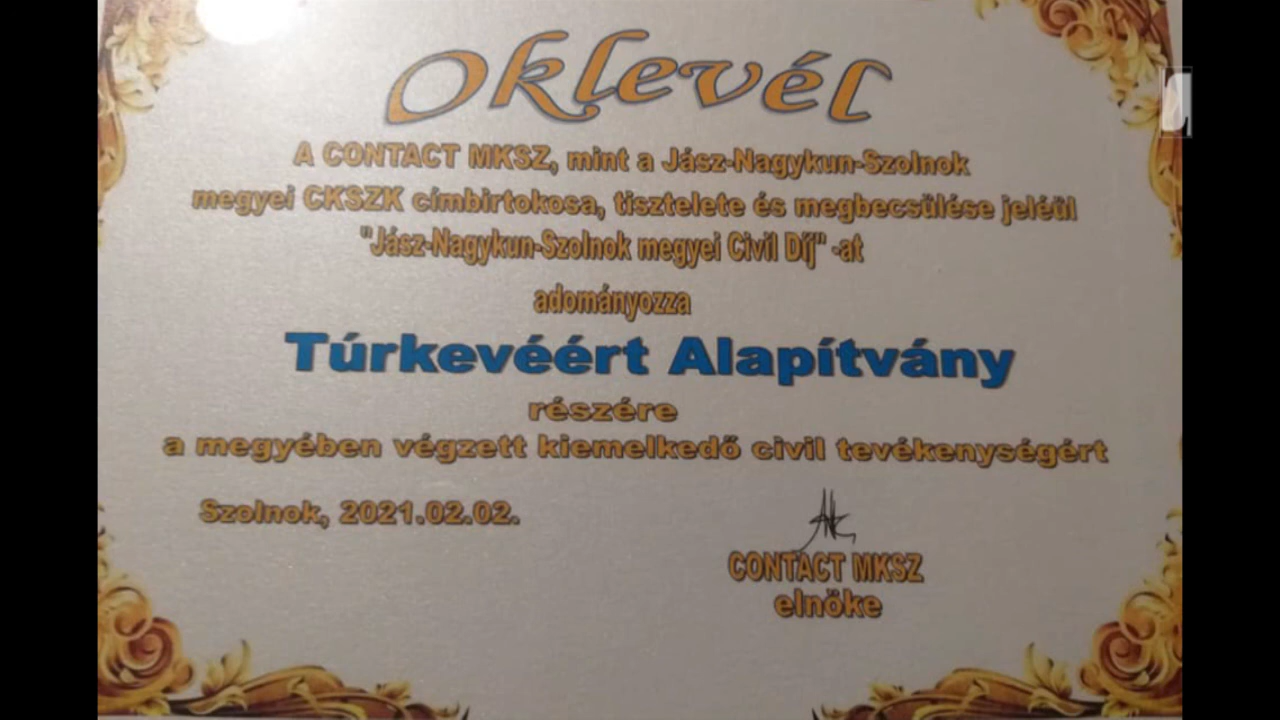 Oklevél
A CONTACT MKSZ, mint a Jász-Nagykun-Szolnok
megyei CKSZK címbirtokosa, tisztelete és megbecsülése jeléül
"Jász-Nagykun-Szolnok megyei Civil Díj" -at
adományozza
Túrkevéért Alapítvány
részére
a megyében végzett kiemelkedő civil tevékenységért
Szolnok, 2021.02.02.
CONTACT MKSZ
elnöke